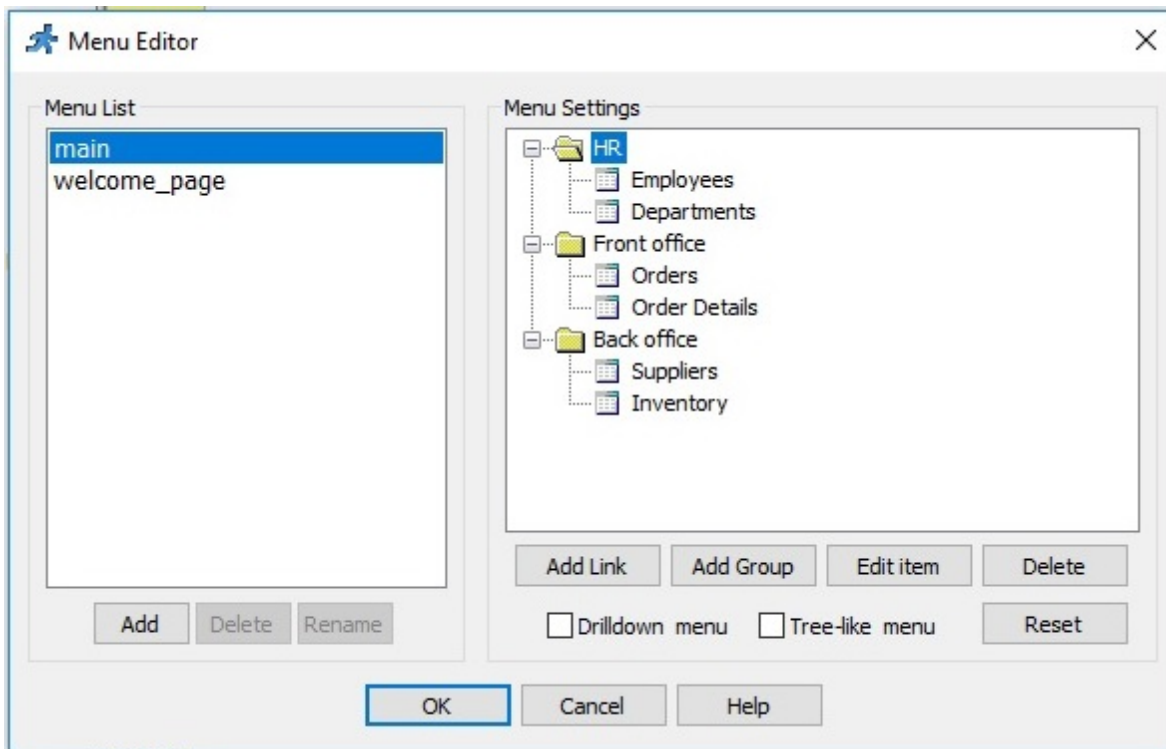 Menu Editor
Menu List
main
welcome_page
Add
Delete
Rename
Menu Settings
HR
Employees
Departments
Front office
Orders
Order Details
Back office
Suppliers
Inventory
Add Link
Add Group
Edit item
Delete
Drilldown menu
Tree-like menu
Reset
OK
Cancel
Help